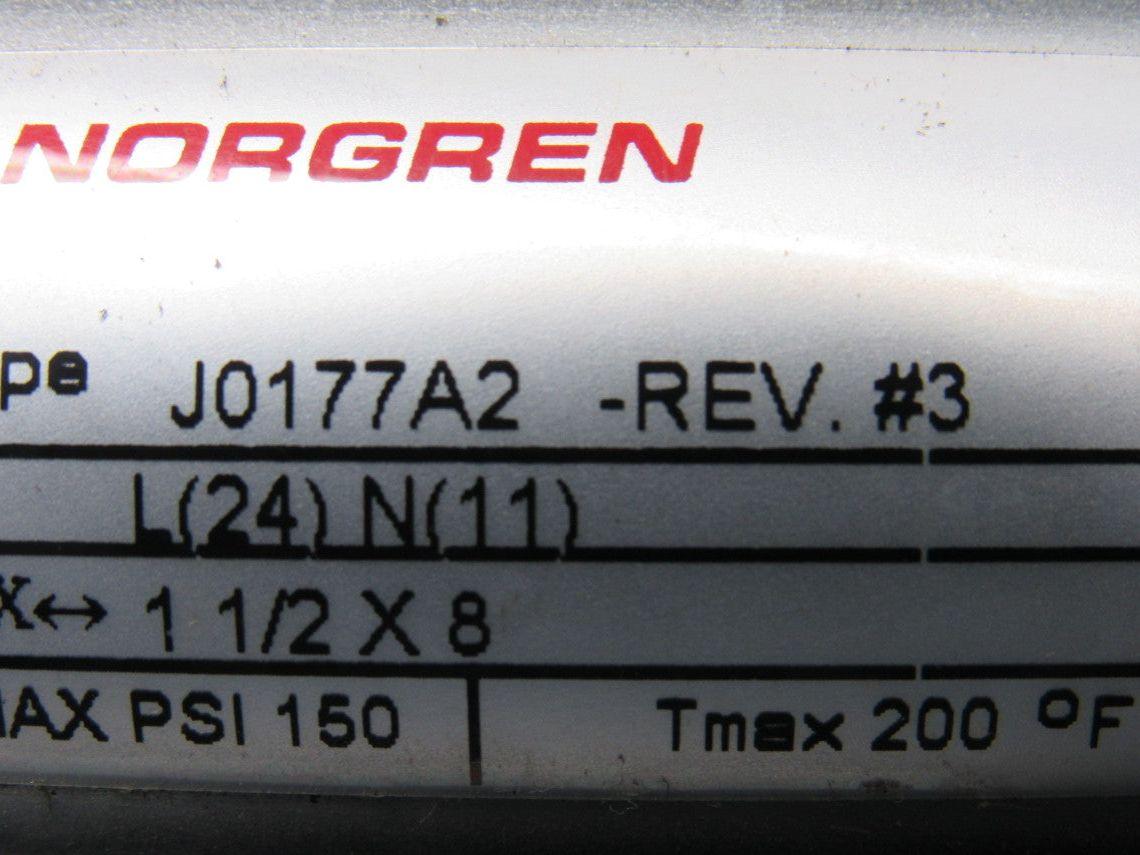 NORGREN
pe J0177A2 -REV. #3
L(24) N(11)
X↔ 1 1/2 X 8
AX PSI 150 Tmax 200 °F